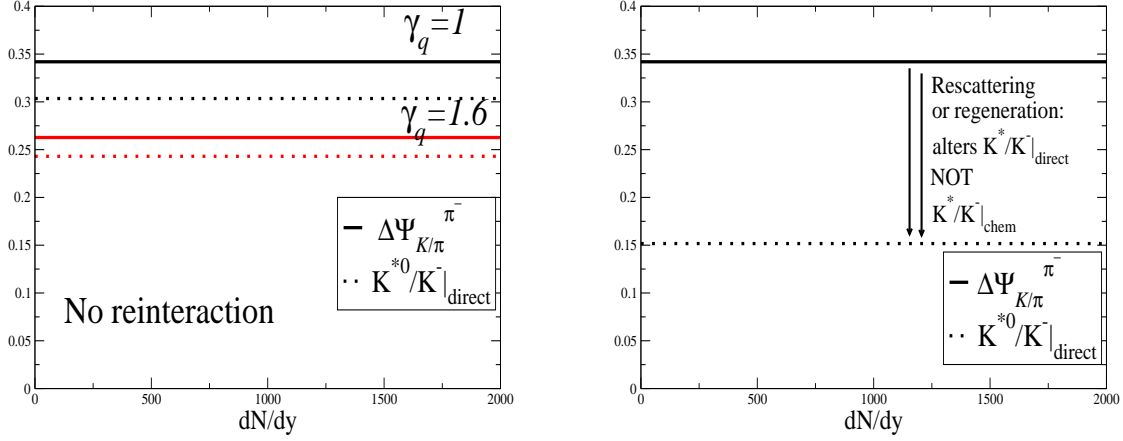 0.4
0.35
0.3
0.25
0.2
0.15
0.1
0.05
0
γq=1
γq=1.6
ΔΨK/π π−
K*0/K-|direct
No reinteraction
0 500 1000 1500 2000
dN/dy
0.4
0.35
0.3
0.25
0.2
0.15
0.1
0.05
0
Rescattering
or regeneration:
alters K*/K-|direct
NOT
K*/K-|chem
ΔΨK/π π−
K*0/K-|direct
0 500 1000 1500 2000
dN/dy